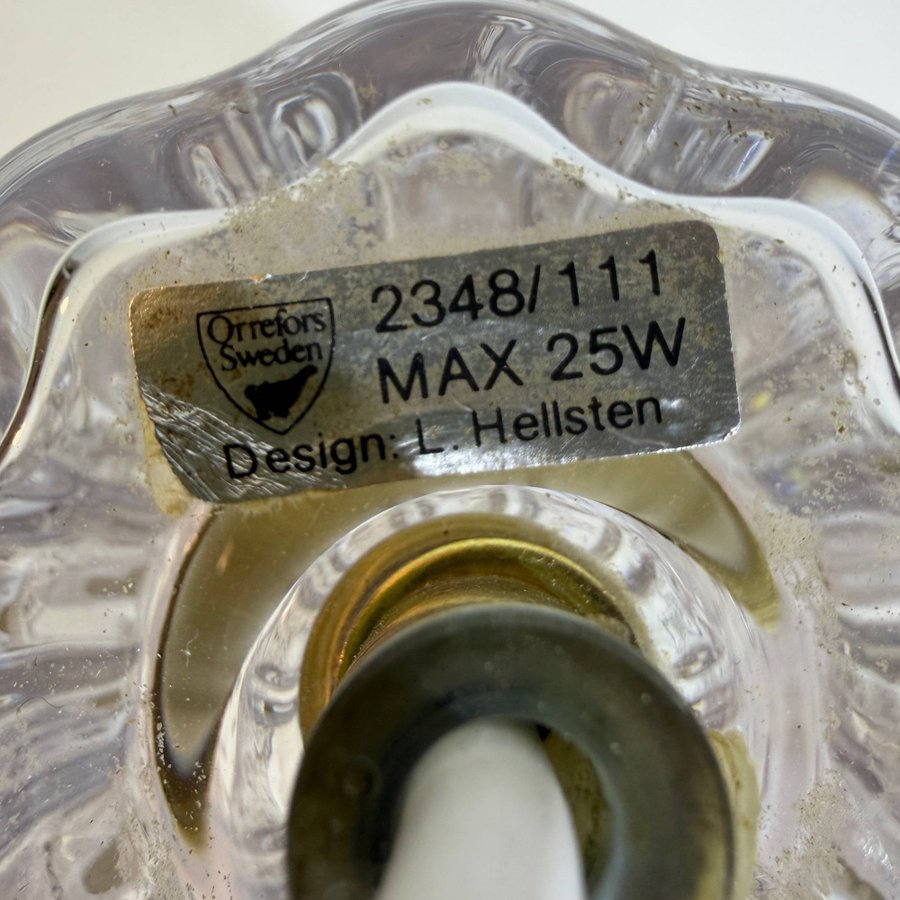 Orrefors
Sweden
2348/111
MAX 25W
Design: L. Hellsten